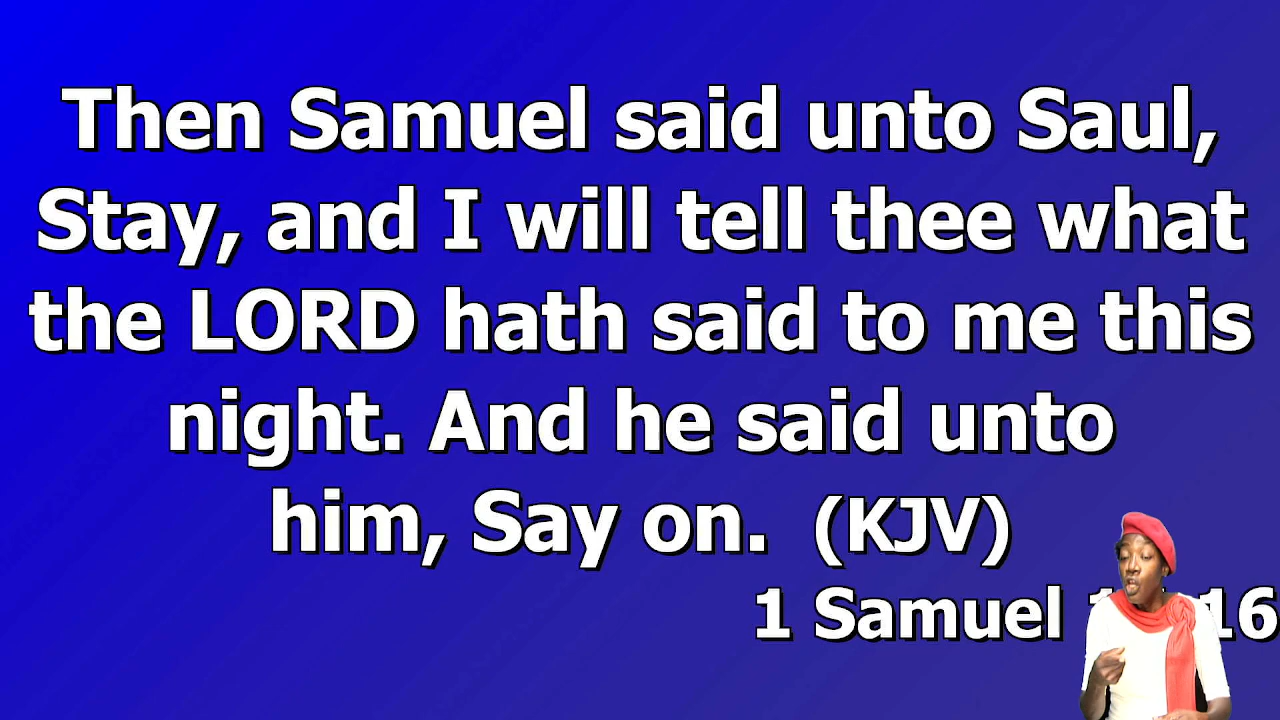 Then Samuel said unto Saul,
Stay, and I will tell thee what
the LORD hath said to me this
night. And he said unto
him, Say on. (KJV)
1 Samuel 16